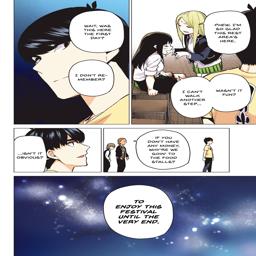 WAIT, WAS
THIS HERE
THE FIRST
DAY?
I DON'T RE-
MEMBER?
PHEW. I'M
SO GLAD
THIS REST
AREA'S
HERE.
I CAN'T
WALK
ANOTHER
STEP...
WASN'T IT
FUN?
...ISN'T IT
OBVIOUS?
IF YOU
DON'T HAVE
ANY MONEY,
WHY'RE WE
GOIN' TO
THE FOOD
STALLS?
TO
ENJOY THIS
FESTIVAL
UNTIL THE
VERY END.